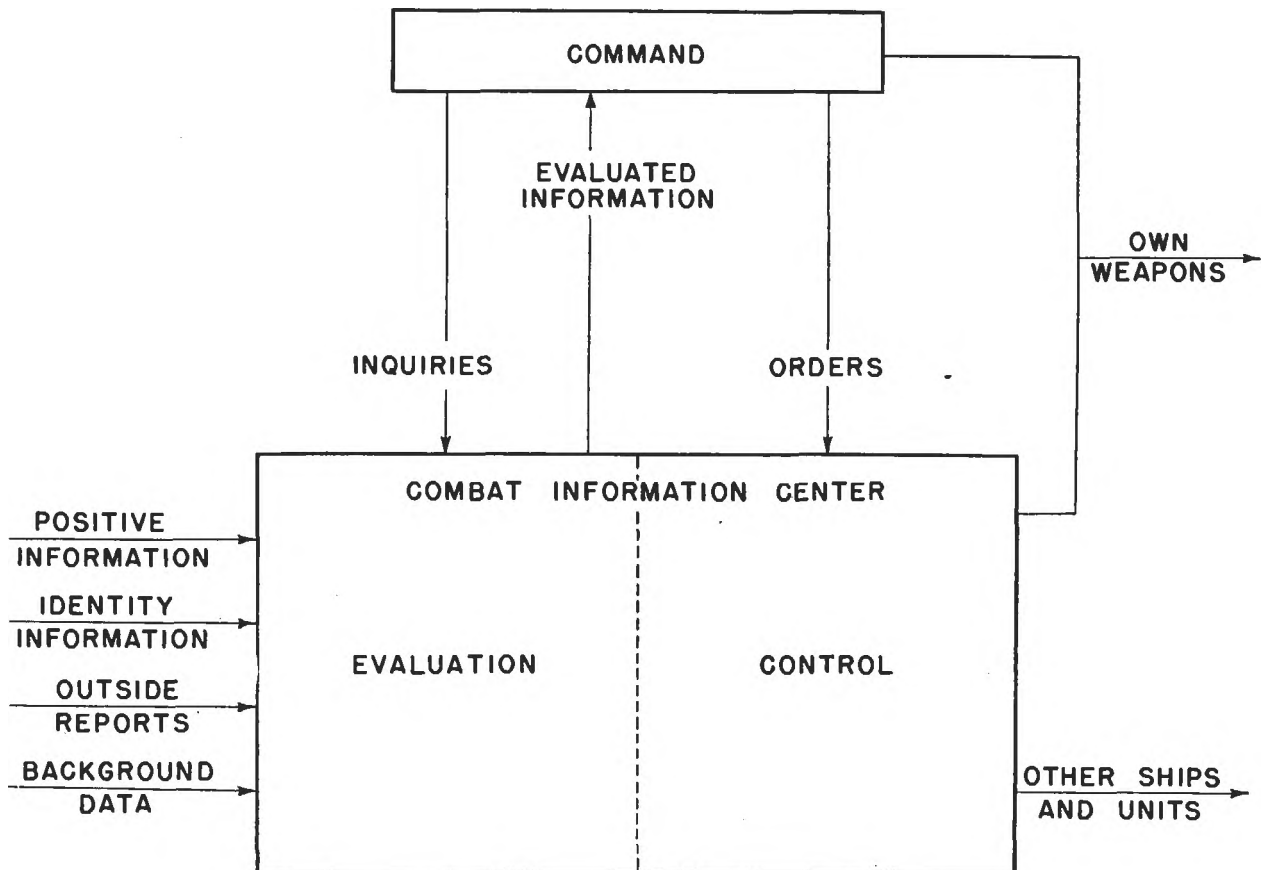 COMMAND
EVALUATED
INFORMATION
OWN
WEAPONS
INQUIRIES
ORDERS
COMBAT INFORMATION CENTER
POSITIVE
INFORMATION
IDENTITY
INFORMATION
EVALUATION
CONTROL
OUTSIDE
REPORTS
BACKGROUND
DATA
OTHER SHIPS
AND UNITS